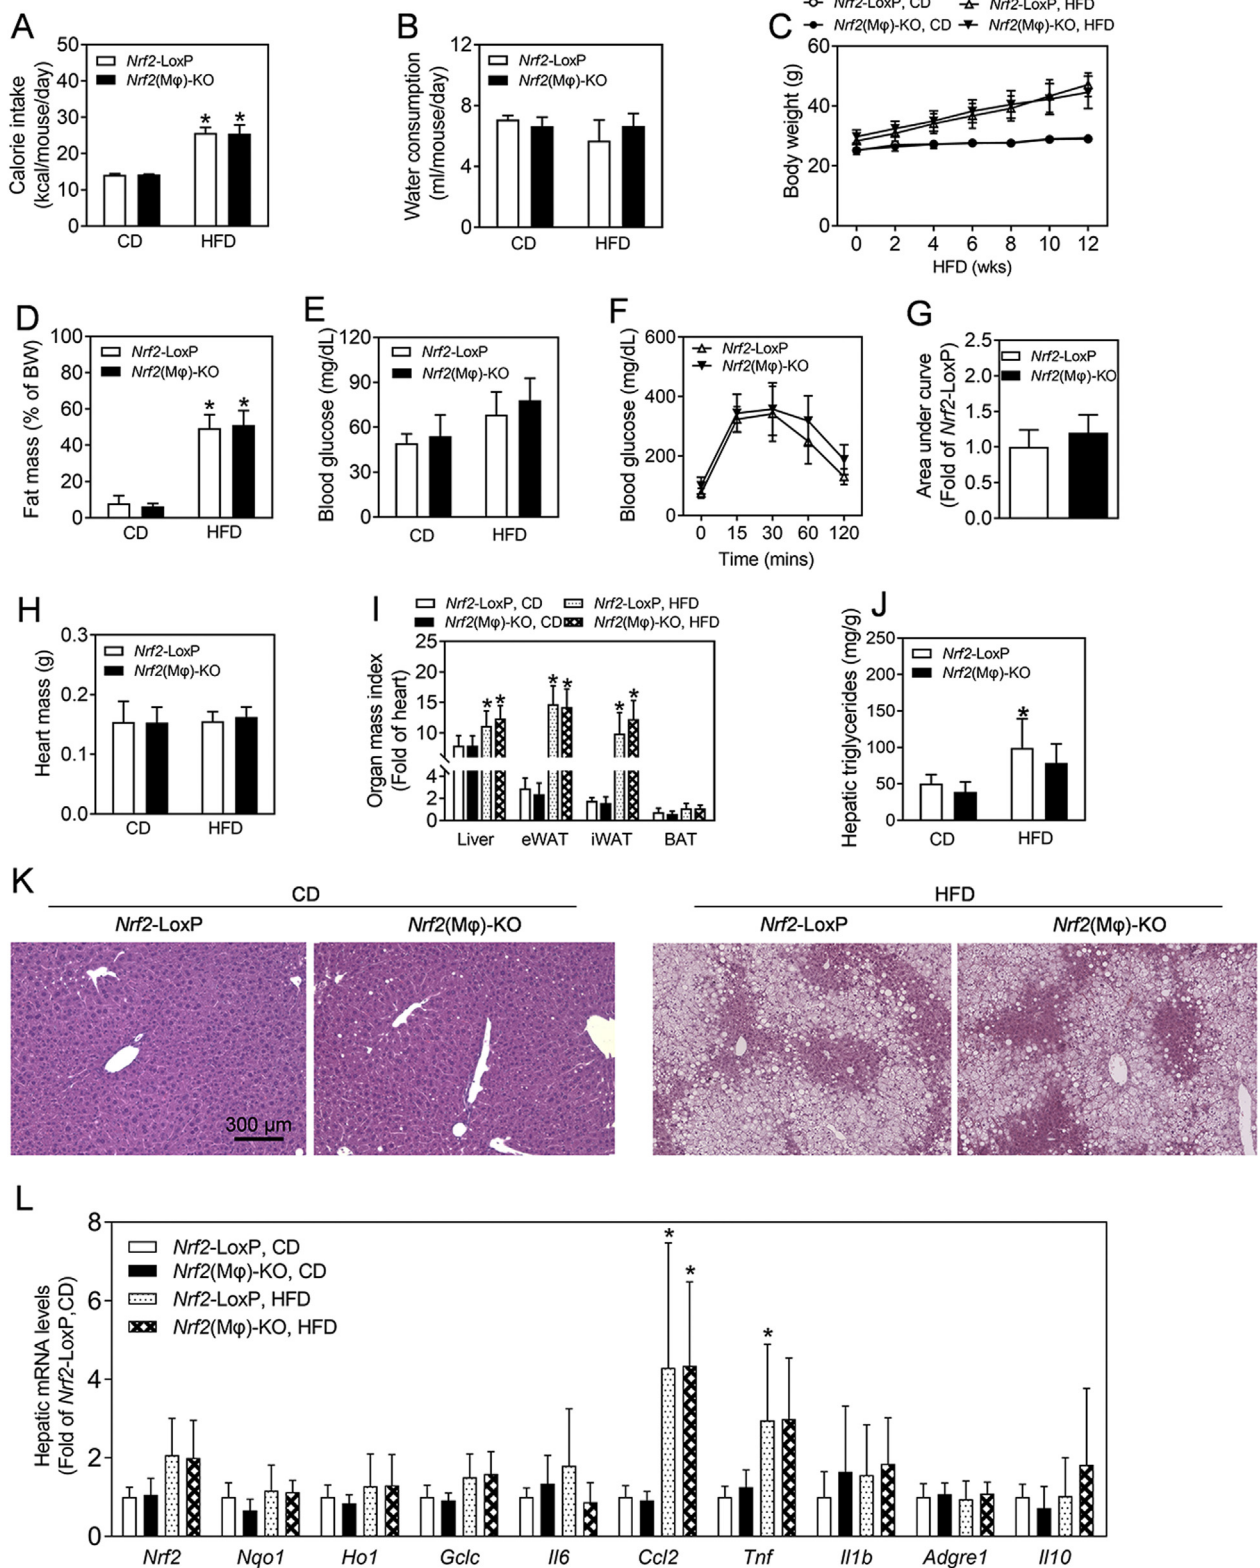 A
50
40
30
20
10
0
Calorie intake
(kcal/mouse/day)
Nrf2-LoxP
Nrf2(Mφ)-KO
*
*
CD
HFD
B
12
8
4
0
Water consumption
(ml/mouse/day)
Nrf2-LoxP
Nrf2(Mφ)-KO
CD
HFD
Nrf2-LoxP, CD
Nrf2-LoxP, HFD
Nrf2(Mφ)-KO, CD
Nrf2(Mφ)-KO, HFD
C
60
40
20
0
Body weight (g)
0 2 4 6 8 10 12
HFD (wks)
D
100
80
60
40
20
0
Fat mass (% of BW)
Nrf2-LoxP
Nrf2(Mφ)-KO
*
*
CD
HFD
E
120
90
60
30
0
Blood glucose (mg/dL)
Nrf2-LoxP
Nrf2(Mφ)-KO
CD
HFD
F
600
400
200
0
Blood glucose (mg/dL)
Nrf2-LoxP
Nrf2(Mφ)-KO
0 15 30 60 120
Time (mins)
G
2.5
2.0
1.5
1.0
0.5
0.0
Area under curve
(Fold of Nrf2-LoxP)
Nrf2-LoxP
Nrf2(Mφ)-KO
H
0.3
0.2
0.1
0.0
Heart mass (g)
Nrf2-LoxP
Nrf2(Mφ)-KO
CD
HFD
I
Nrf2-LoxP, CD
Nrf2-LoxP, HFD
Nrf2(Mφ)-KO, CD
Nrf2(Mφ)-KO, HFD
25
20
15
10
4
2
0
Organ mass index
(Fold of heart)
* *
* *
* *
Liver eWAT iWAT BAT
J
250
200
150
100
50
0
Hepatic triglycerides (mg/g)
Nrf2-LoxP
Nrf2(Mφ)-KO
*
CD
HFD
K
CD
HFD
Nrf2-LoxP
Nrf2(Mφ)-KO
Nrf2-LoxP
Nrf2(Mφ)-KO
300 µm
L
8
6
4
2
0
Hepatic mRNA levels
(Fold of Nrf2-LoxP,CD)
Nrf2-LoxP, CD
Nrf2(Mφ)-KO, CD
Nrf2-LoxP, HFD
Nrf2(Mφ)-KO, HFD
*
*
*
Nrf2 Nqo1 Ho1 Gclc Il6 Ccl2 Tnf Il1b Adgre1 Il10